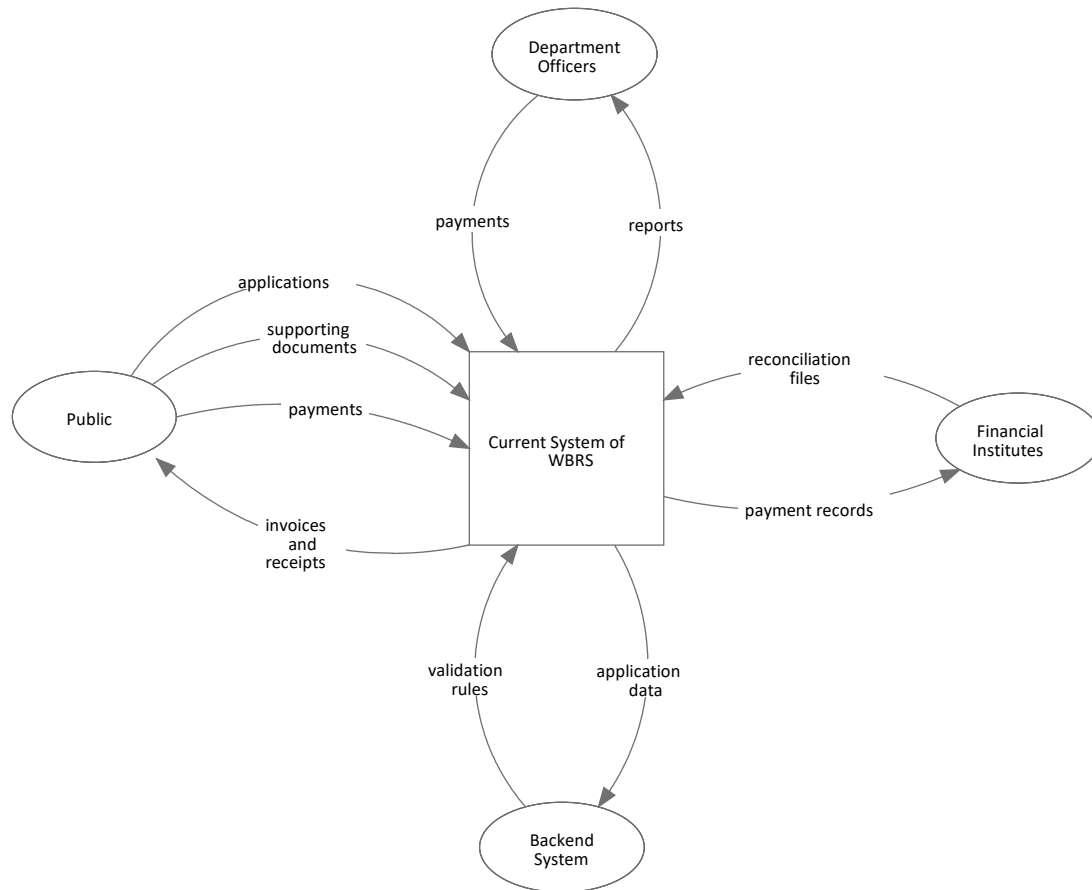 Department
Officers
payments
reports
applications
supporting
documents
reconciliation
files
payments
Public
Current System of
WBRS
Financial
Institutes
payment records
invoices
and
receipts
validation
rules
application
data
Backend
System